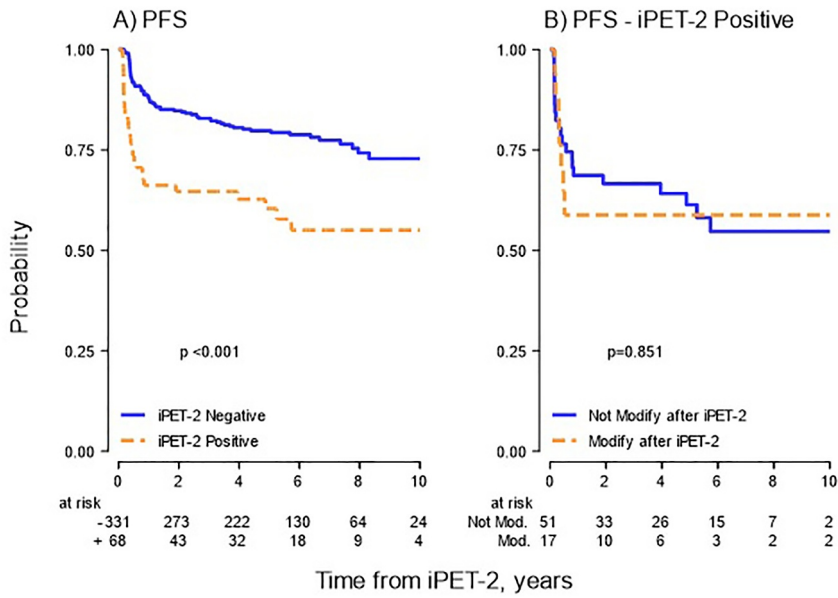 A) PFS
B) PFS - iPET-2 Positive
Probability
1.00
0.75
0.50
0.25
0.00
p <0.001
iPET-2 Negative
iPET-2 Positive
0 2 4 6 8 10
at risk
-331 273 222 130 64 24
+ 68 43 32 18 9 4
1.00
0.75
0.50
0.25
0.00
p=0.851
Not Modify after iPET-2
Modify after iPET-2
0 2 4 6 8 10
at risk
Not Mod. 51 33 26 15 7 2
Mod. 17 10 6 3 2 2
Time from iPET-2, years